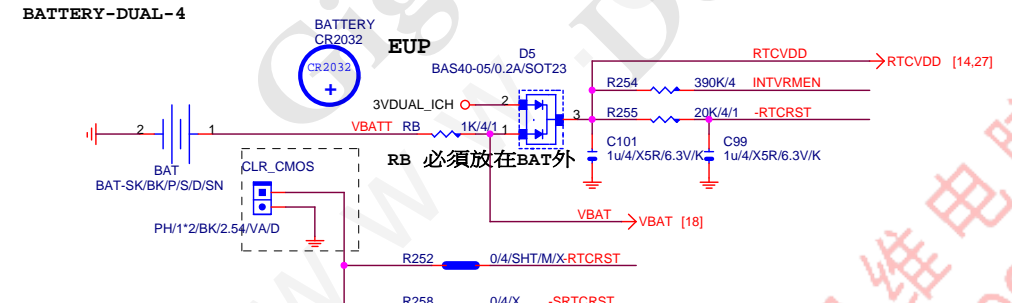 BATTERY-DUAL-4
BATTERY
CR2032
CR2032
EUP
D5
BAS40-05/0.2A/SOT23
RTCVDD
RTCVDD [14,27]
R254 390K/4 INTVRMEN
3VDUAL_ICH 2
R255 20K/4/1 -RTCRST
3
2 1 VBATT RB 1K/4/1 1
C101
1u/4/X5R/6.3V/K
C99
1u/4/X5R/6.3V/K
RB 必須放在BAT外
BAT
BAT-SK/BK/P/S/D/SN
CLR_CMOS
PH/1*2/BK/2.54/VA/D
VBAT VBAT [18]
R252 0/4/SHT/M/X -RTCRST
R258 0/4/X -SRTCRST